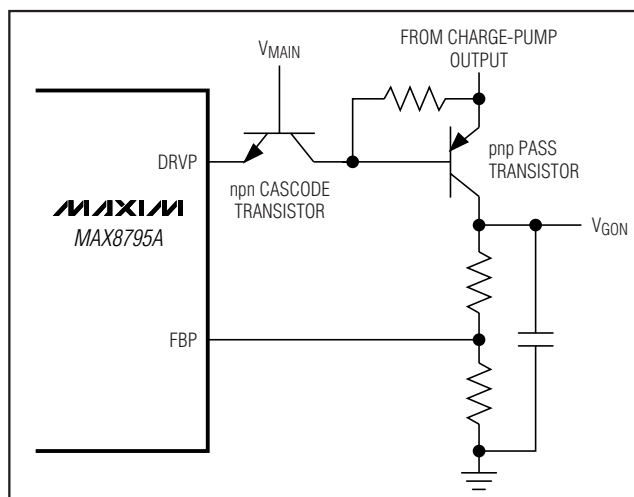 FROM CHARGE-PUMP
OUTPUT
VMAIN
DRVP
npn CASCODE
TRANSISTOR
pnp PASS
TRANSISTOR
MAXIM
MAX8795A
VGON
FBP